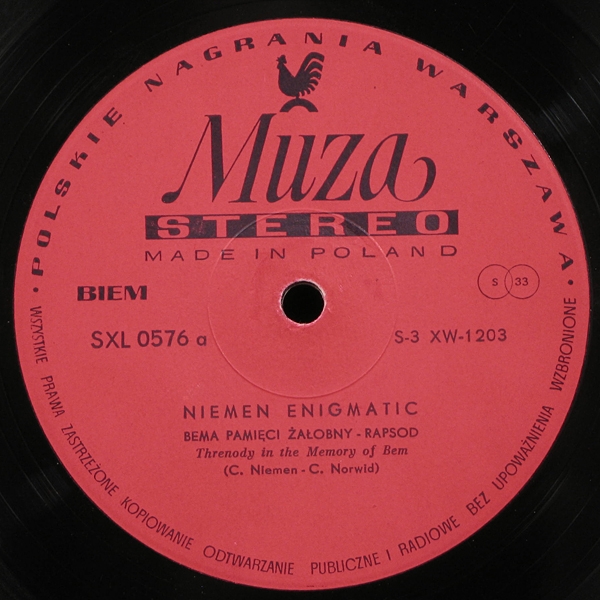 • POLSKIE NAGRANIA WARSZAWA •
Muza
STEREO
MADE IN POLAND
BIEM
S 33
SXL 0576 a
S-3 XW-1203
NIEMEN ENIGMATIC
BEMA PAMIĘCI ŻAŁOBNY - RAPSOD
Threnody in the Memory of Bem
(C. Niemen - C. Norwid)
WSZYSTKIE PRAWA ZASTRZEŻONE KOPIOWANIE ODTWARZANIE PUBLICZNE I RADIOWE BEZ UPOWAŻNIENIA WZBRONIONE